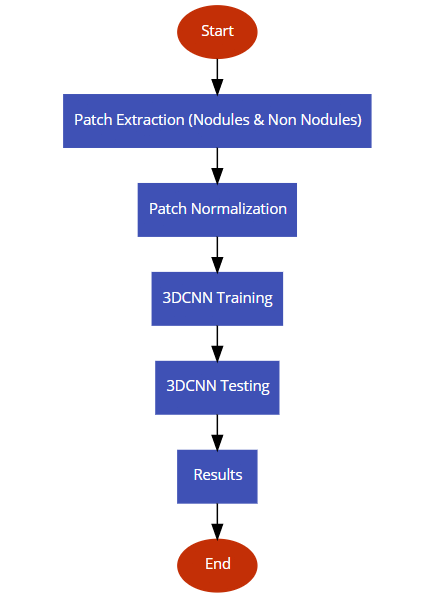 Start
Patch Extraction (Nodules & Non Nodules)
Patch Normalization
3DCNN Training
3DCNN Testing
Results
End